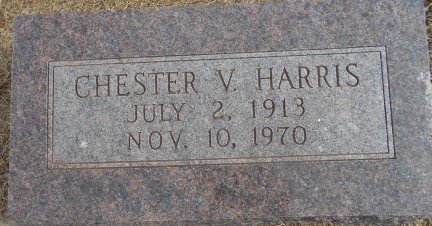 CHESTER V. HARRIS
JULY 2, 1913
NOV. 10, 1970